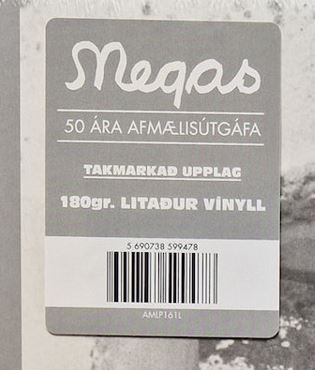 Megas
50 ÁRA AFMÆLISÚTGÁFA
TAKMARKAÐ UPPLAG
180gr. LITAÐUR VÍNYLL
5 690738 599478
AMLP161L